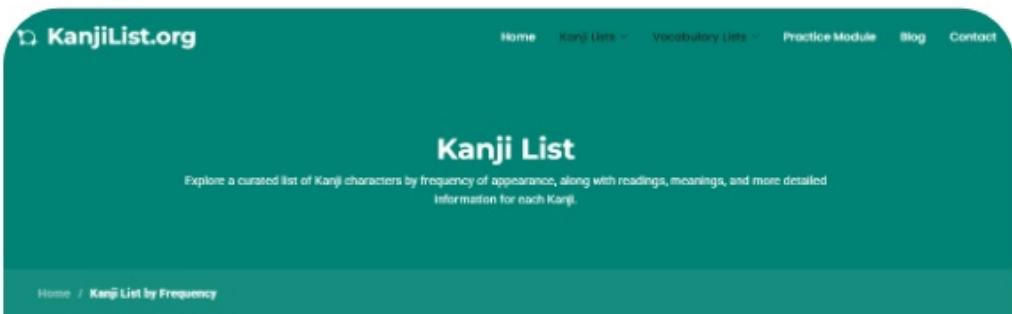 KanjiList.org
Home Kanji Lists Vocabulary Lists Practice Module Blog Contact
Kanji List
Explore a curated list of Kanji characters by frequency of appearance, along with readings, meanings, and more detailed
information for each Kanji.
Home / Kanji List by Frequency